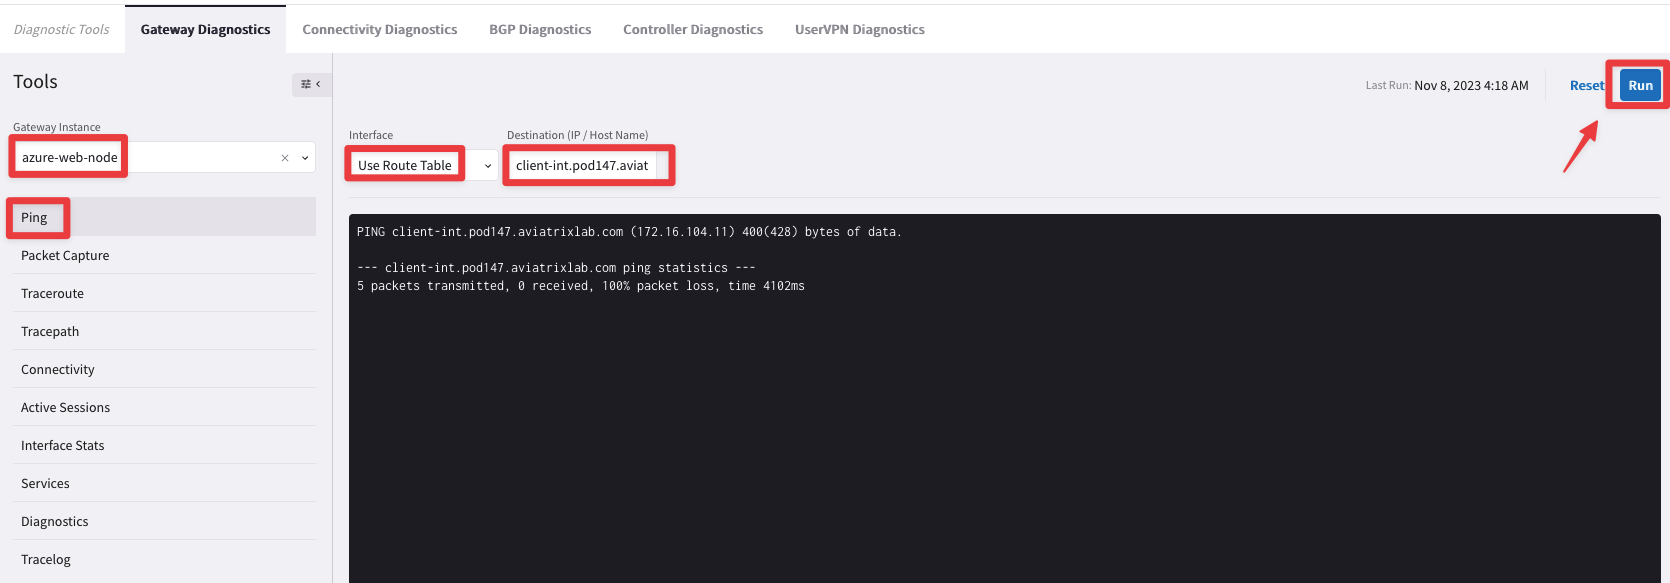 Diagnostic Tools Gateway Diagnostics Connectivity Diagnostics BGP Diagnostics Controller Diagnostics UserVPN Diagnostics
Tools
Last Run: Nov 8, 2023 4:18 AM Reset Run
Gateway Instance
azure-web-node
Interface Destination (IP / Host Name)
Use Route Table client-int.pod147.aviat
Ping
Packet Capture
Traceroute
Tracepath
Connectivity
Active Sessions
Interface Stats
Services
Diagnostics
Tracelog
PING client-int.pod147.aviatrixlab.com (172.16.104.11) 400(428) bytes of data.
--- client-int.pod147.aviatrixlab.com ping statistics ---
5 packets transmitted, 0 received, 100% packet loss, time 4102ms